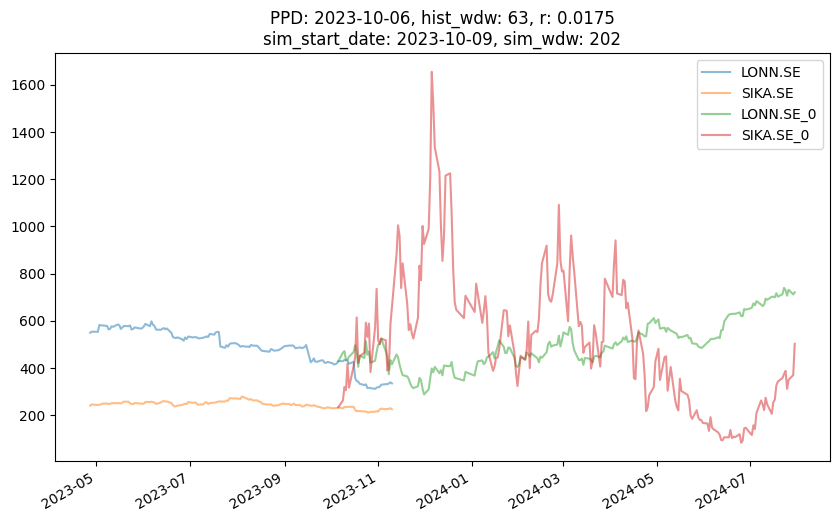 PPD: 2023-10-06, hist_wdw: 63, r: 0.0175
sim_start_date: 2023-10-09, sim_wdw: 202
LONN.SE
SIKA.SE
LONN.SE_0
SIKA.SE_0
1600
1400
1200
1000
800
600
400
200
2023-05
2023-07
2023-09
2023-11
2024-01
2024-03
2024-05
2024-07